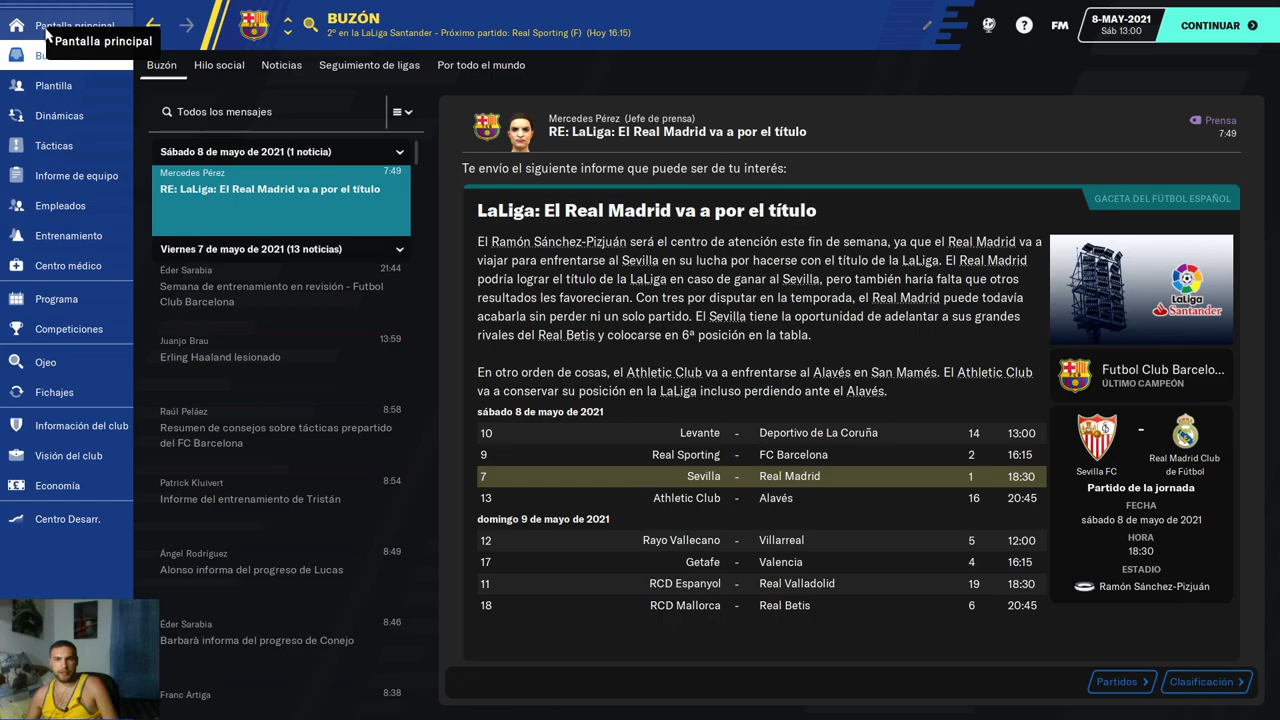 Pantalla principal
Pantalla principal
Bu
Plantilla
Dinámicas
Tácticas
Informe de equipo
Empleados
Entrenamiento
Centro médico
Programa
Competiciones
Ojeo
Fichajes
Información del club
Visión del club
Economía
Centro Desarr.
BUZÓN
2º en la LaLiga Santander - Próximo partido: Real Sporting (F) (Hoy 16:15)
FM
8-MAY-2021
Sáb 13:00
CONTINUAR
Buzón Hilo social Noticias Seguimiento de ligas Por todo el mundo
Todos los mensajes
Sábado 8 de mayo de 2021 (1 noticia)
Mercedes Pérez 7:49
RE: LaLiga: El Real Madrid va a por el título
Viernes 7 de mayo de 2021 (13 noticias)
Éder Sarabia 21:44
Semana de entrenamiento en revisión - Futbol
Club Barcelona
Juanjo Brau 13:59
Erling Haaland lesionado
Raúl Peláez 8:58
Resumen de consejos sobre tácticas prepartido
del FC Barcelona
Patrick Kluivert 8:54
Informe del entrenamiento de Tristán
Ángel Rodríguez 8:49
Alonso informa del progreso de Lucas
Éder Sarabia 8:46
Barbarà informa del progreso de Conejo
Franc Artiga 8:38
Mercedes Pérez (Jefe de prensa)
RE: LaLiga: El Real Madrid va a por el título
Prensa
7:49
Te envío el siguiente informe que puede ser de tu interés:
GACETA DEL FÚTBOL ESPAÑOL
LaLiga: El Real Madrid va a por el título
El Ramón Sánchez-Pizjuán será el centro de atención este fin de semana, ya que el Real Madrid va a
viajar para enfrentarse al Sevilla en su lucha por hacerse con el título de la LaLiga. El Real Madrid
podría lograr el título de la LaLiga en caso de ganar al Sevilla, pero también haría falta que otros
resultados les favorecieran. Con tres por disputar en la temporada, el Real Madrid puede todavía
acabarla sin perder ni un solo partido. El Sevilla tiene la oportunidad de adelantar a sus grandes
rivales del Real Betis y colocarse en 6ª posición en la tabla.
En otro orden de cosas, el Athletic Club va a enfrentarse al Alavés en San Mamés. El Athletic Club
va a conservar su posición en la LaLiga incluso perdiendo ante el Alavés.
sábado 8 de mayo de 2021
10 Levante - Deportivo de La Coruña 14 13:00
9 Real Sporting - FC Barcelona 2 16:15
7 Sevilla - Real Madrid 1 18:30
13 Athletic Club - Alavés 16 20:45
domingo 9 de mayo de 2021
12 Rayo Vallecano - Villarreal 5 12:00
17 Getafe - Valencia 4 16:15
11 RCD Espanyol - Real Valladolid 19 18:30
18 RCD Mallorca - Real Betis 6 20:45
LaLiga
Santander
Futbol Club Barcelo...
ÚLTIMO CAMPEÓN
-
Sevilla FC
Real Madrid Club
de Fútbol
Partido de la jornada
FECHA
sábado 8 de mayo de 2021
HORA
18:30
ESTADIO
Ramón Sánchez-Pizjuán
Partidos
Clasificación